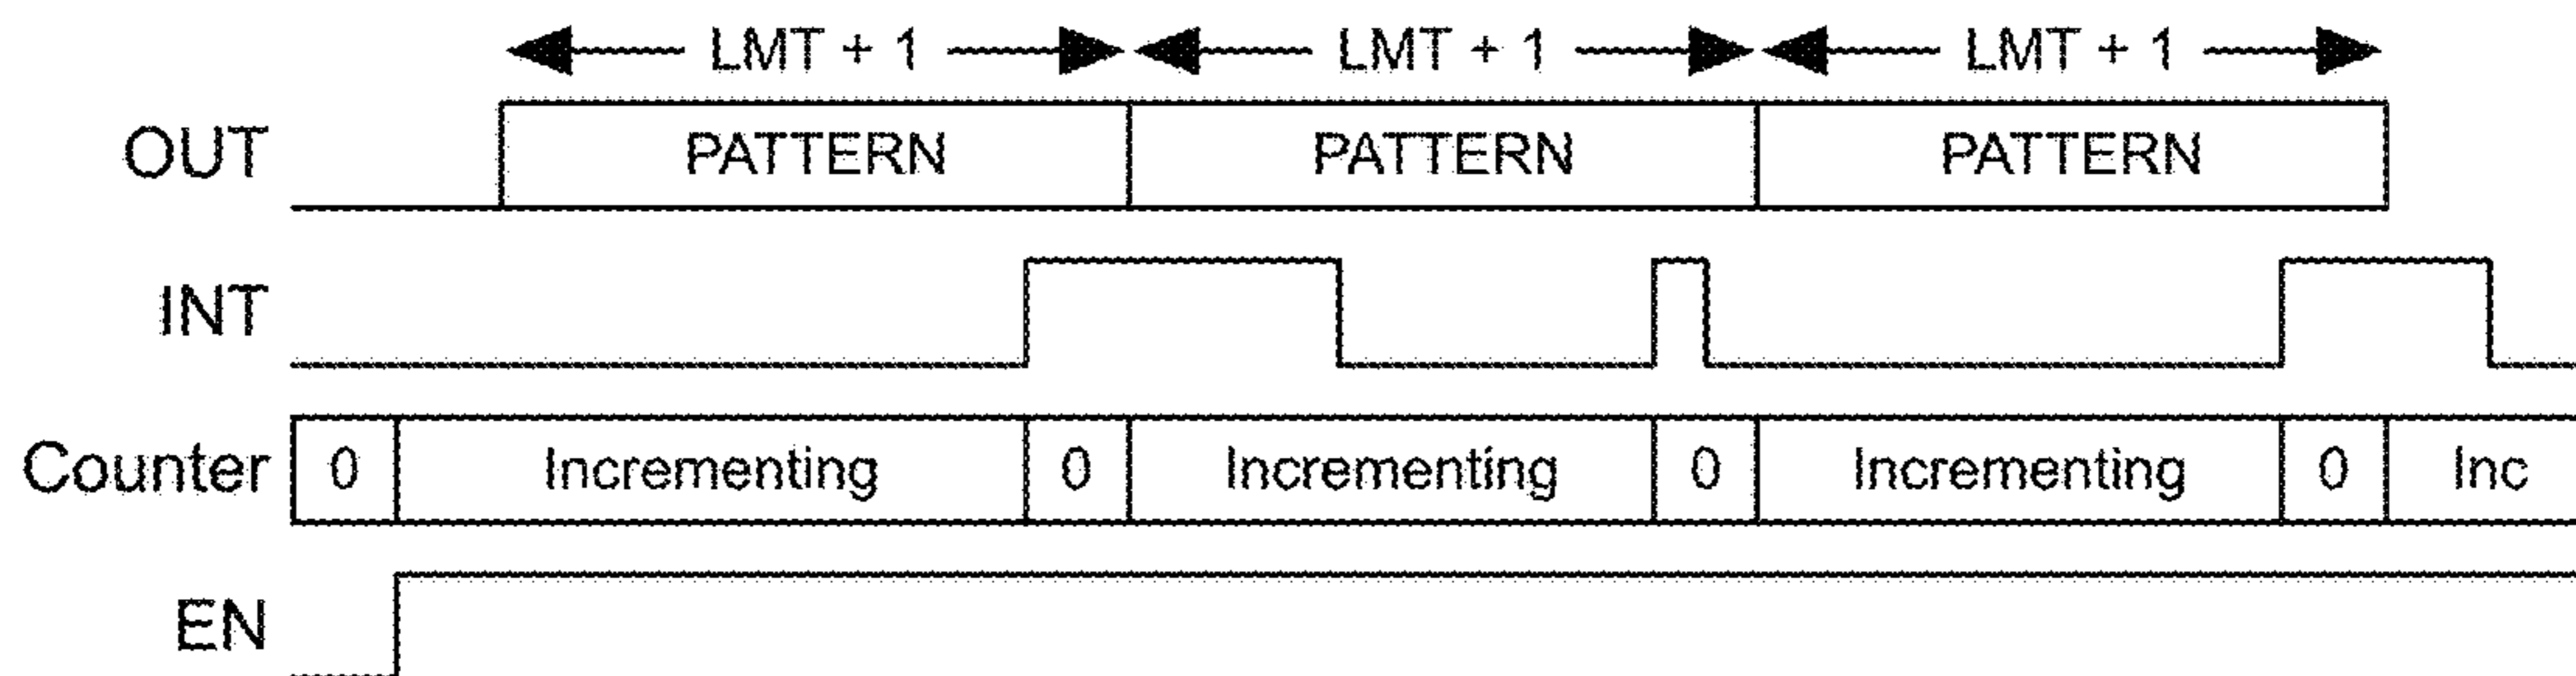 LMT + 1 LMT + 1 LMT + 1
OUT PATTERN PATTERN PATTERN
INT
Counter 0 Incrementing 0 Incrementing 0 Incrementing 0 Inc
EN